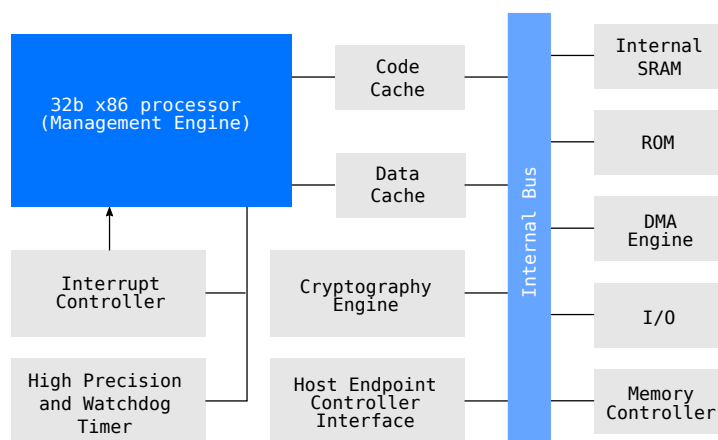 32b x86 processor
(Management Engine)
Code
Cache
Data
Cache
Interrupt
Controller
High Precision
and Watchdog
Timer
Cryptography
Engine
Host Endpoint
Controller
Interface
Internal Bus
Internal
SRAM
ROM
DMA
Engine
I/O
Memory
Controller